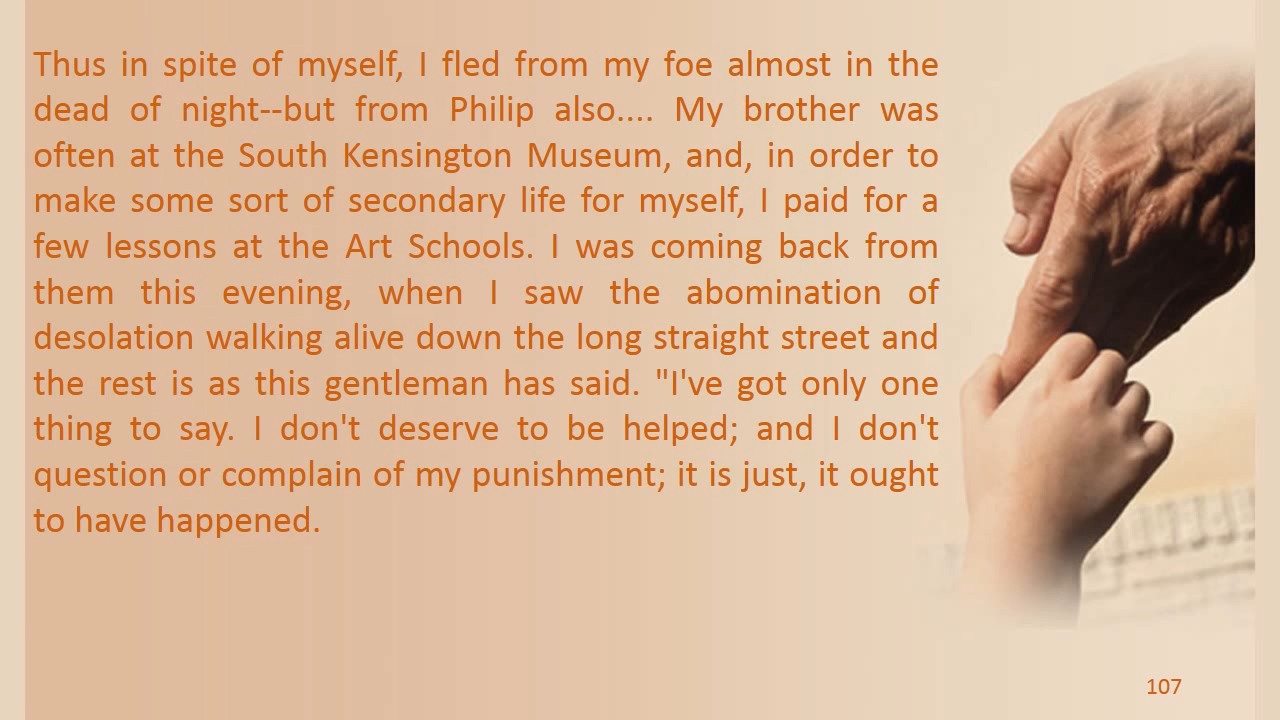 Thus in spite of myself, I fled from my foe almost in the
dead of night--but from Philip also.... My brother was
often at the South Kensington Museum, and, in order to
make some sort of secondary life for myself, I paid for a
few lessons at the Art Schools. I was coming back from
them this evening, when I saw the abomination of
desolation walking alive down the long straight street and
the rest is as this gentleman has said. "I've got only one
thing to say. I don't deserve to be helped; and I don't
question or complain of my punishment; it is just, it ought
to have happened.
107